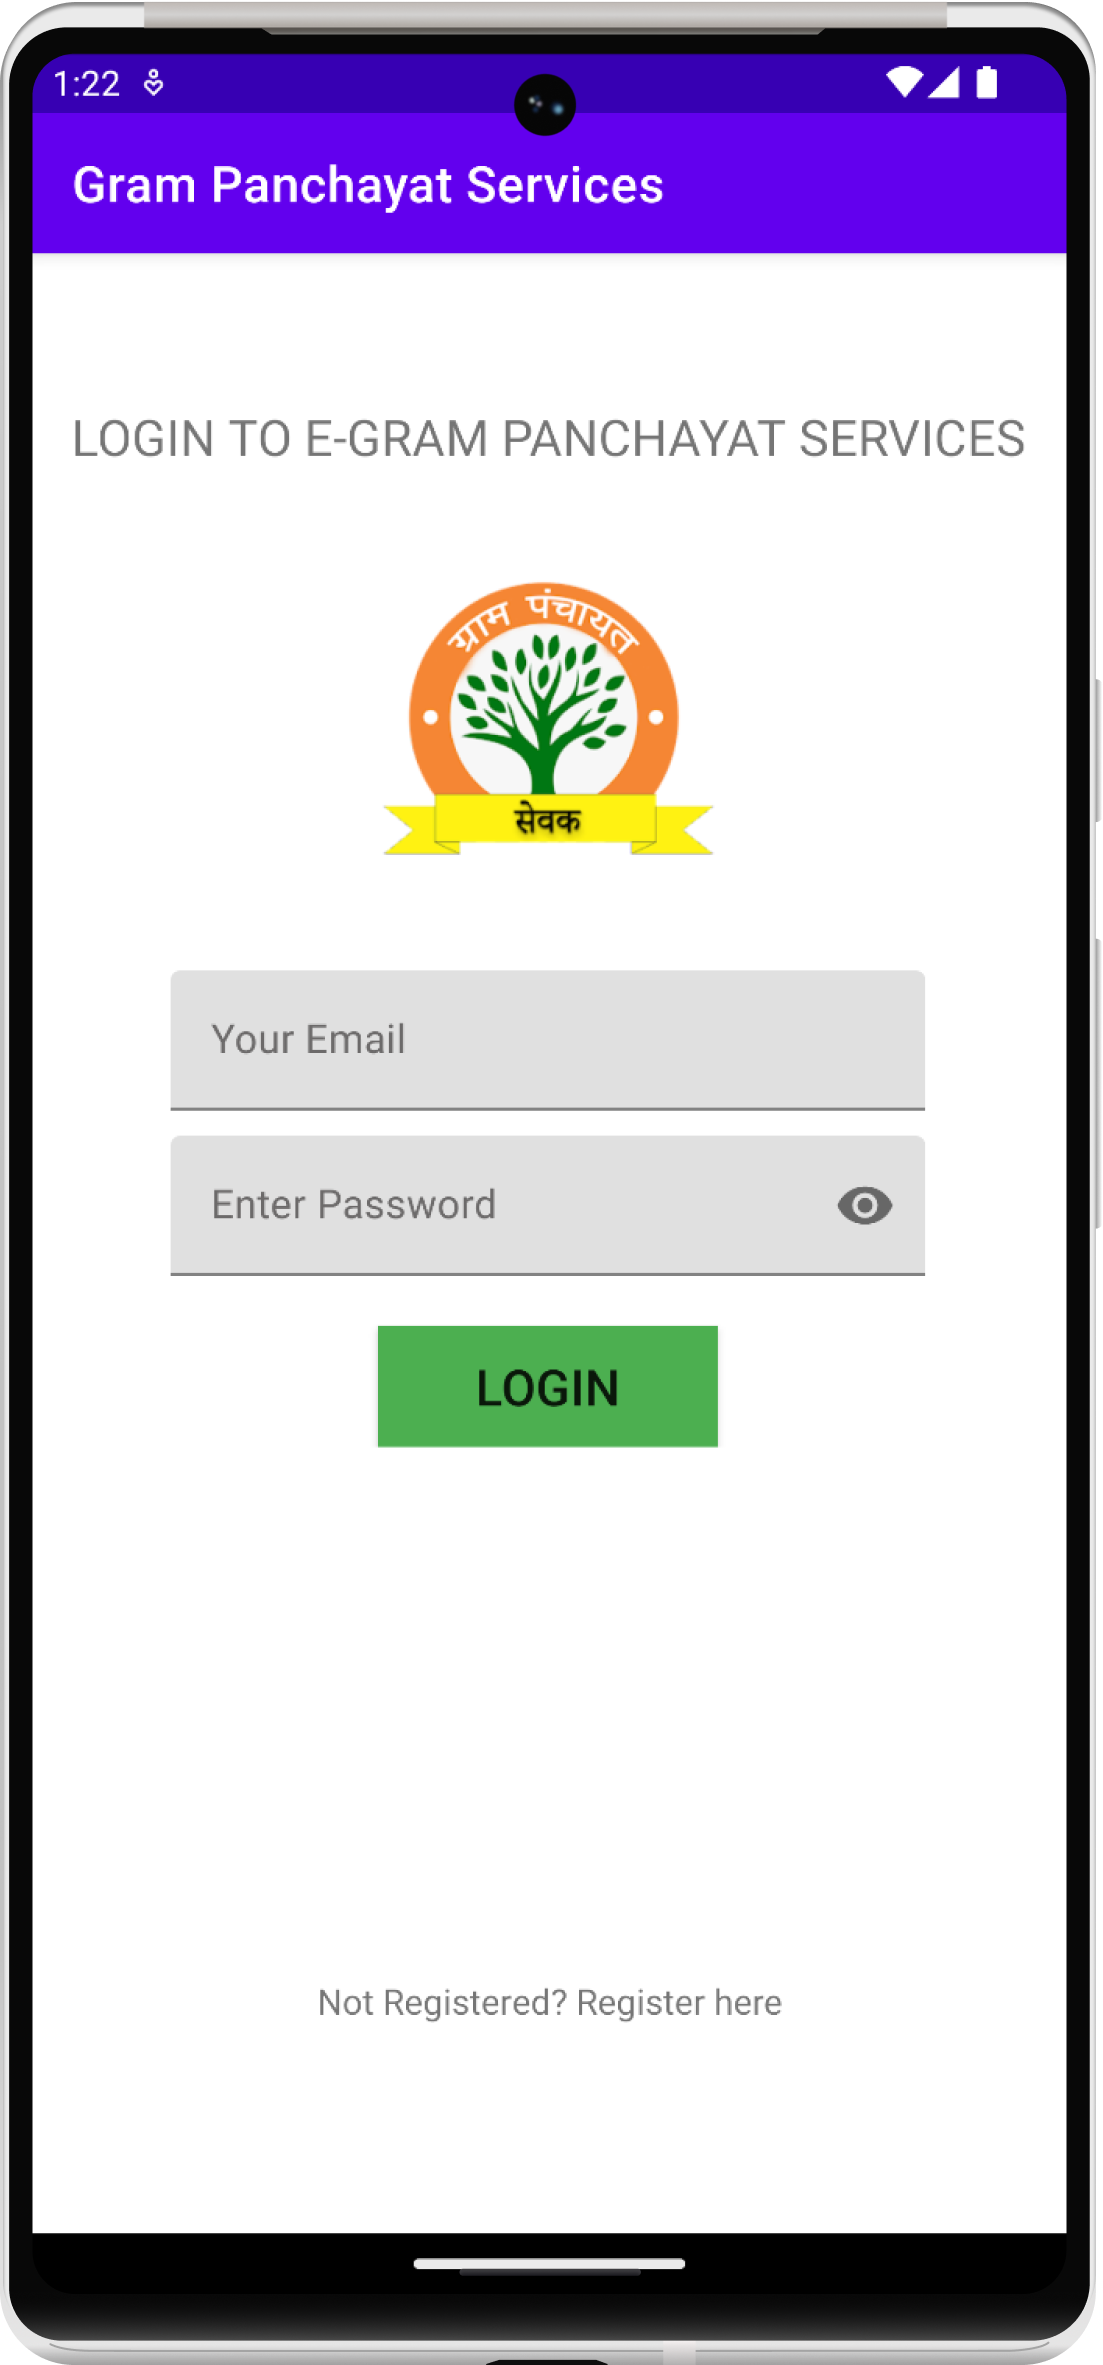 1:22
Gram Panchayat Services
LOGIN TO E-GRAM PANCHAYAT SERVICES
ग्राम पंचायत
सेवक
Your Email
Enter Password
LOGIN
Not Registered? Register here